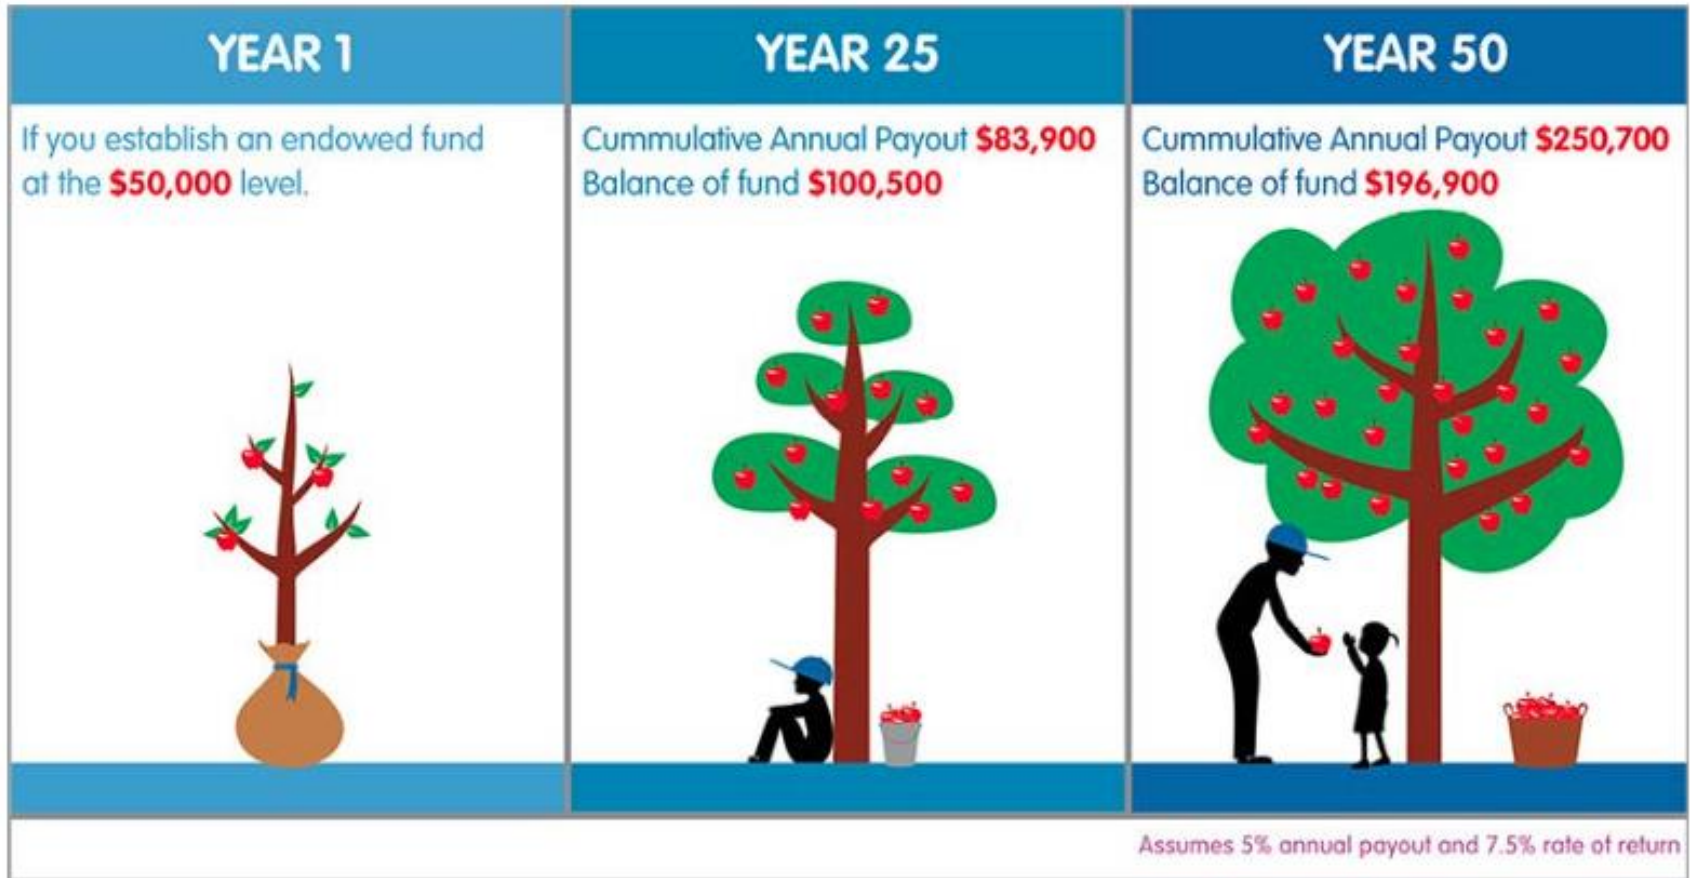 YEAR 1
If you establish an endowed fund
at the $50,000 level.
YEAR 25
Cummulative Annual Payout $83,900
Balance of fund $100,500
YEAR 50
Cummulative Annual Payout $250,700
Balance of fund $196,900
Assumes 5% annual payout and 7.5% rate of return